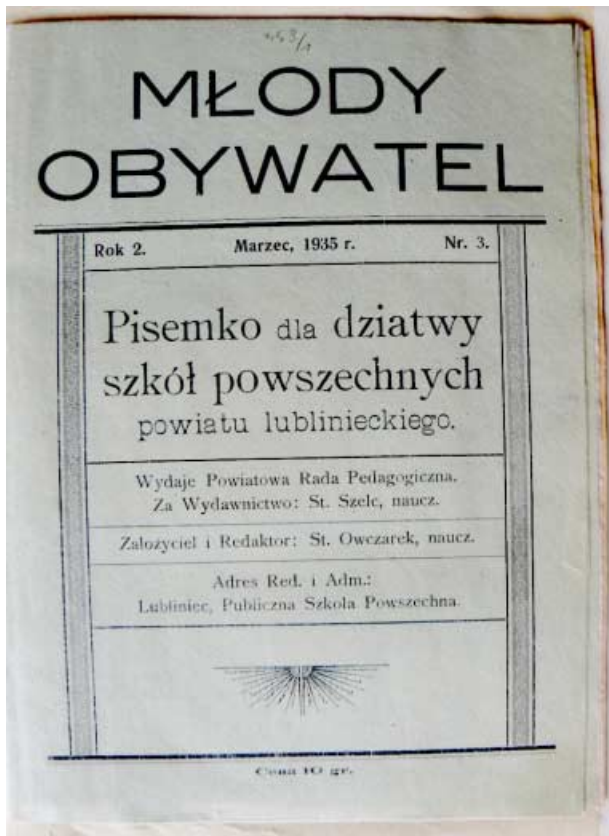 MŁODY
OBYWATEL
Rok 2. Marzec, 1935 r. Nr. 3.
Pisemko dla dziatwy
szkół powszechnych
powiatu lublinieckiego.
Wydaje Powiatowa Rada Pedagogiczna.
Za Wydawnictwo: St. Szelc, naucz.
Założyciel i Redaktor: St. Owczarek, naucz.
Adres Red. i Adm.:
Lubliniec, Publiczna Szkoła Powszechna.
Cena 10 gr.